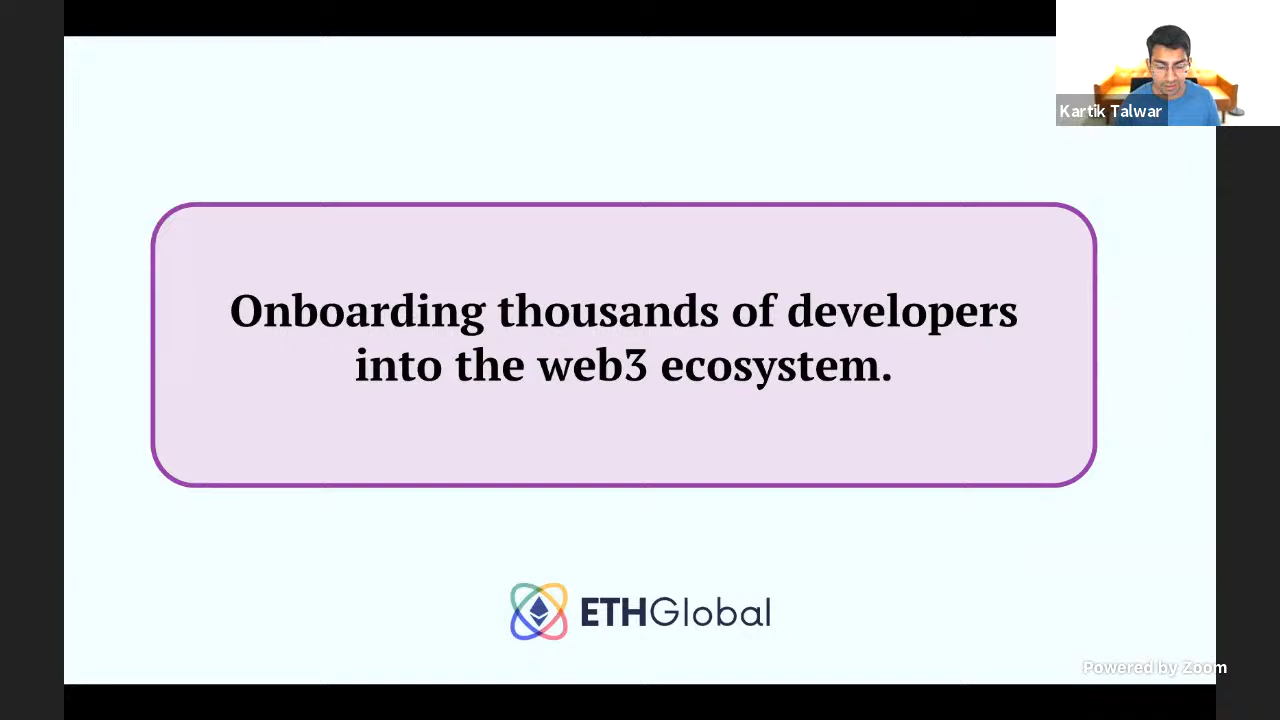 Kartik Talwar
Onboarding thousands of developers
into the web3 ecosystem.
ETHGlobal
Powered by Zoom